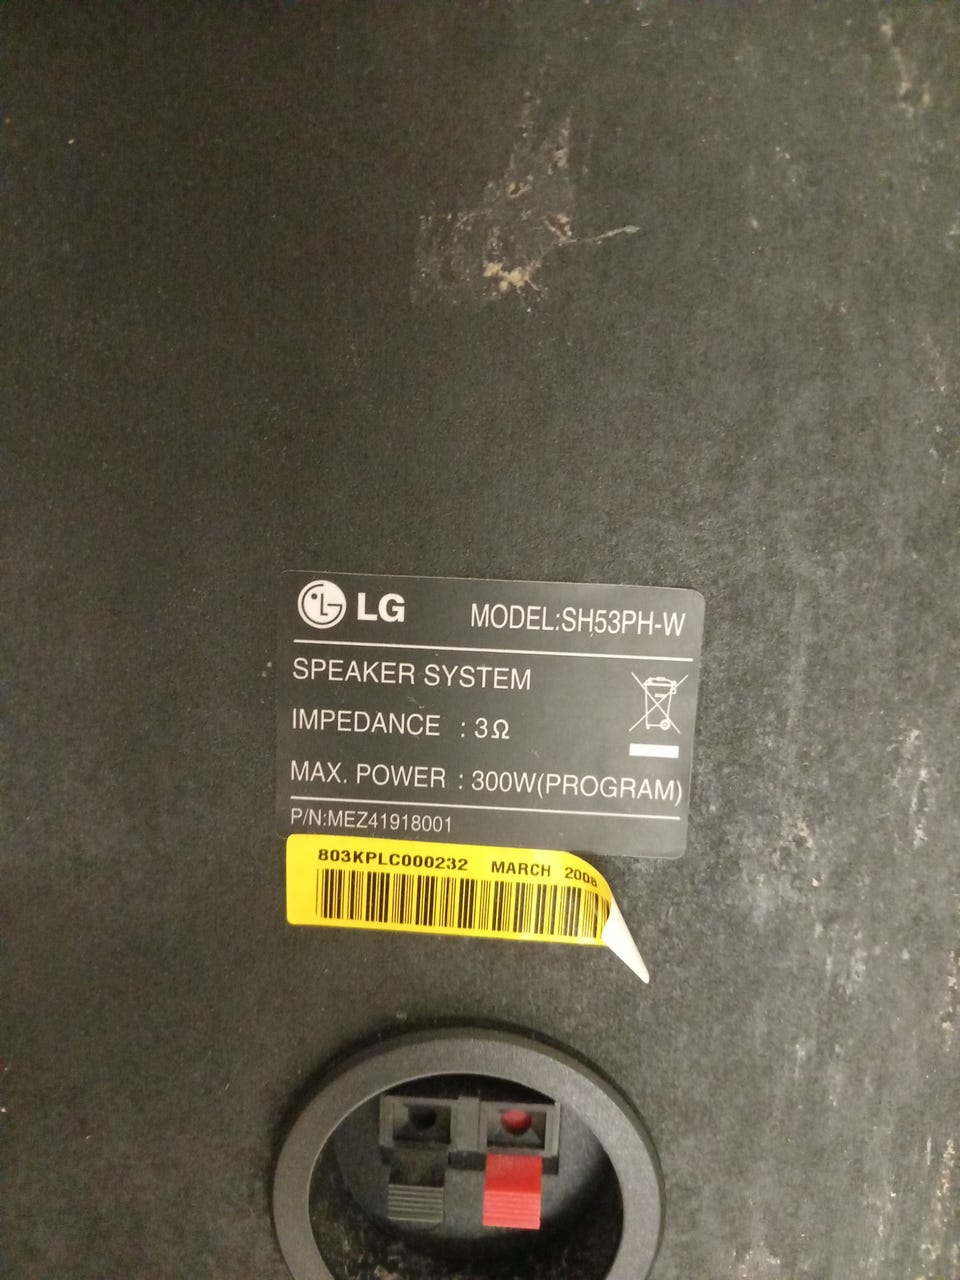 LG MODEL:SH53PH-W
SPEAKER SYSTEM
IMPEDANCE : 3Ω
MAX. POWER : 300W(PROGRAM)
P/N:MEZ41918001
803KPLC000232 MARCH 2008